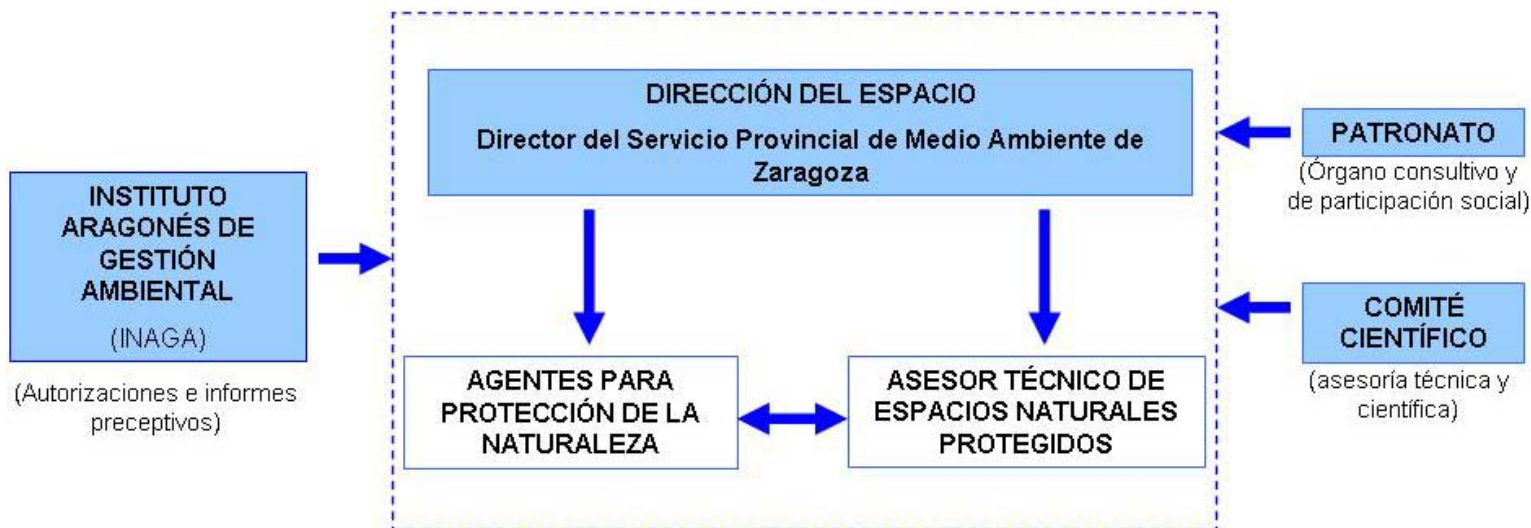 DIRECCIÓN DEL ESPACIO
Director del Servicio Provincial de Medio Ambiente de
Zaragoza
INSTITUTO
ARAGONÉS DE
GESTIÓN
AMBIENTAL
(INAGA)
(Autorizaciones e informes
preceptivos)
PATRONATO
(Órgano consultivo y
de participación social)
COMITÉ
CIENTÍFICO
(asesoría técnica y
científica)
AGENTES PARA
PROTECCIÓN DE LA
NATURALEZA
ASESOR TÉCNICO DE
ESPACIOS NATURALES
PROTEGIDOS